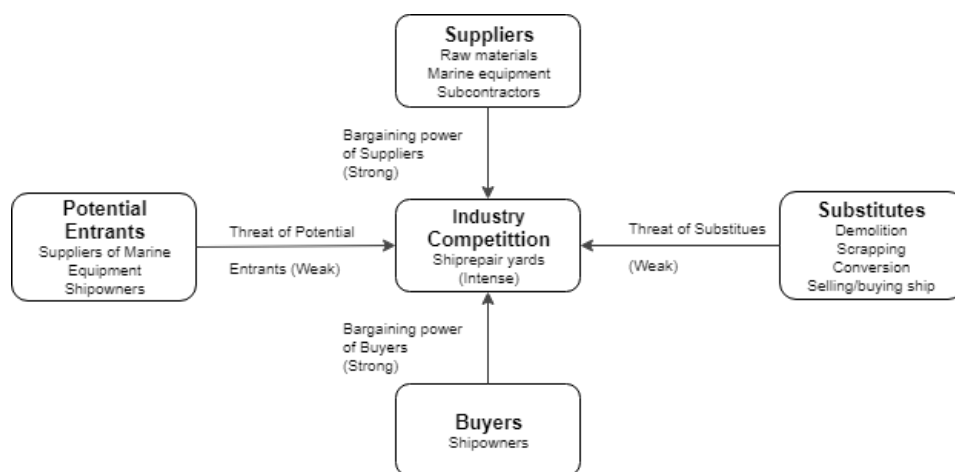 Suppliers
Raw materials
Marine equipment
Subcontractors
Bargaining power
of Suppliers
(Strong)
Potential
Entrants
Suppliers of Marine
Equipment
Shipowners
Threat of Potential
Entrants (Weak)
Industry
Competittion
Shiprepair yards
(Intense)
Threat of Substitues
(Weak)
Substitutes
Demolition
Scrapping
Conversion
Selling/buying ship
Bargaining power
of Buyers
(Strong)
Buyers
Shipowners